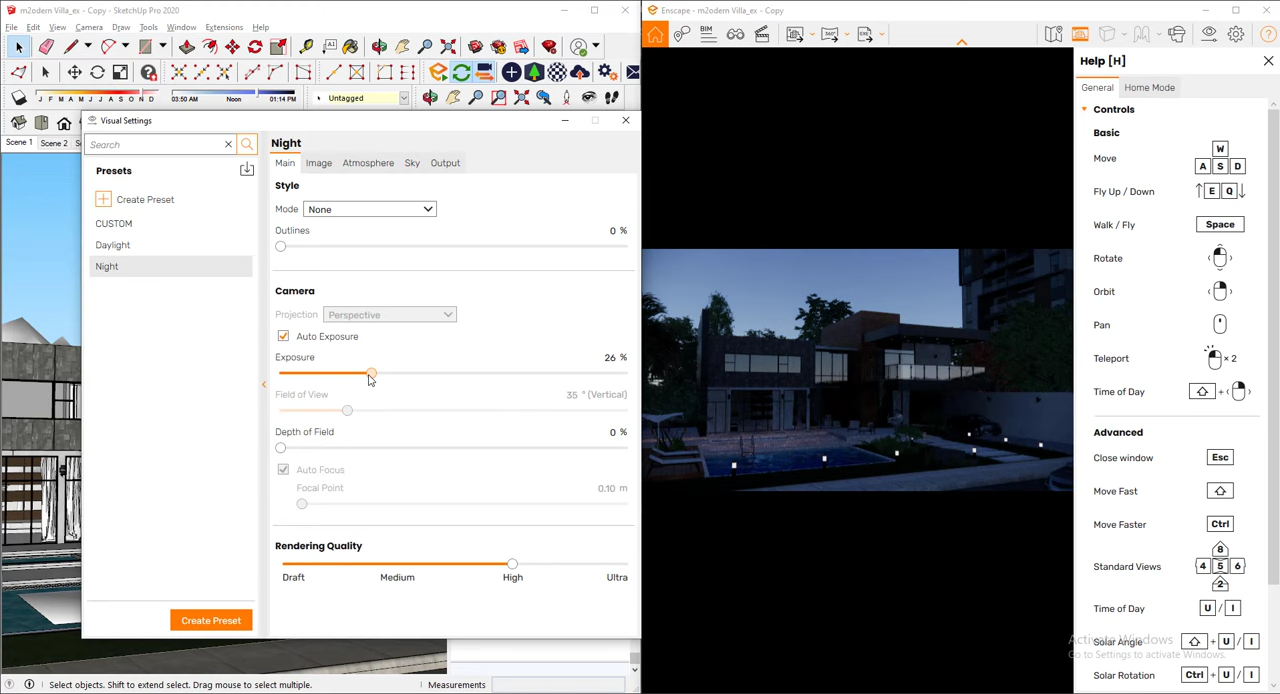 m2odern Villa_ex - Copy - SketchUp Pro 2020
File Edit View Camera Draw Tools Window Extensions Help
J F M A M J J A S O N D 03:50 AM Noon 01:14 PM Untagged
Scene 1 Scene 2
Visual Settings
Search
Presets
Create Preset
CUSTOM
Daylight
Night
Create Preset
Night
Main Image Atmosphere Sky Output
Style
Mode None
Outlines 0 %
Camera
Projection Perspective
Auto Exposure
Exposure 26 %
Field of View 35 ° (Vertical)
Depth of Field 0 %
Auto Focus
Focal Point 0.10 m
Rendering Quality
Draft Medium High Ultra
Select objects. Shift to extend select. Drag mouse to select multiple. Measurements
Enscape - m2odern Villa_ex - Copy
BIM
360°
EXE
Help [H]
General Home Mode
Controls
Basic
Move W A S D
Fly Up / Down E Q
Walk / Fly Space
Rotate
Orbit
Pan
Teleport × 2
Time of Day +
Advanced
Close window Esc
Move Fast
Move Faster Ctrl
Standard Views 8 4 5 6 2
Time of Day U / I
Solar Angle + U / I
Solar Rotation Ctrl + U / I
Activate Windows
Go to Settings to activate Windows.